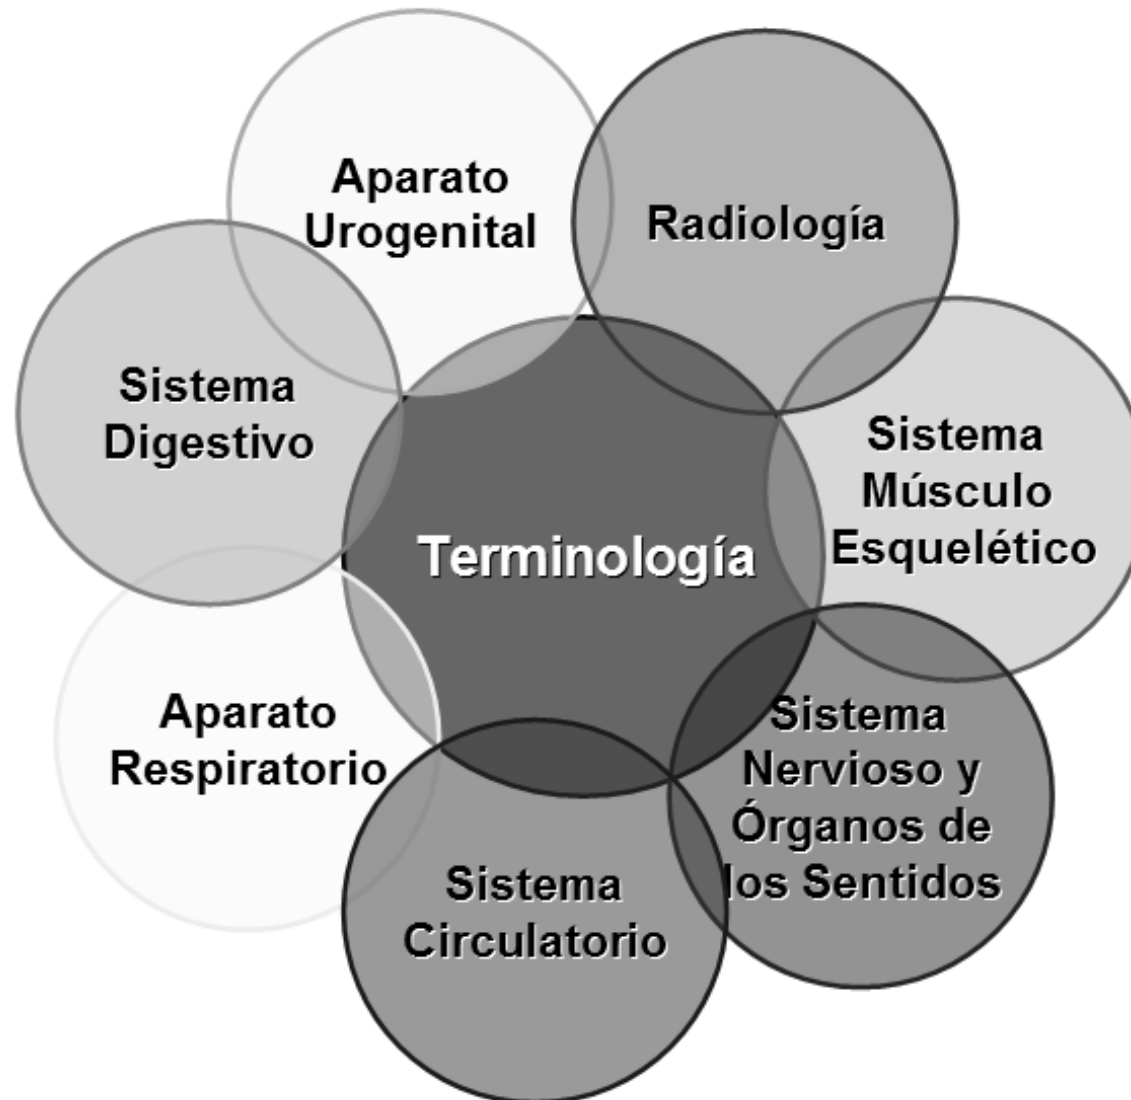 Aparato
Urogenital
Radiología
Sistema
Digestivo
Sistema
Músculo
Esquelético
Terminología
Aparato
Respiratorio
Sistema
Nervioso y
Órganos de
los Sentidos
Sistema
Circulatorio